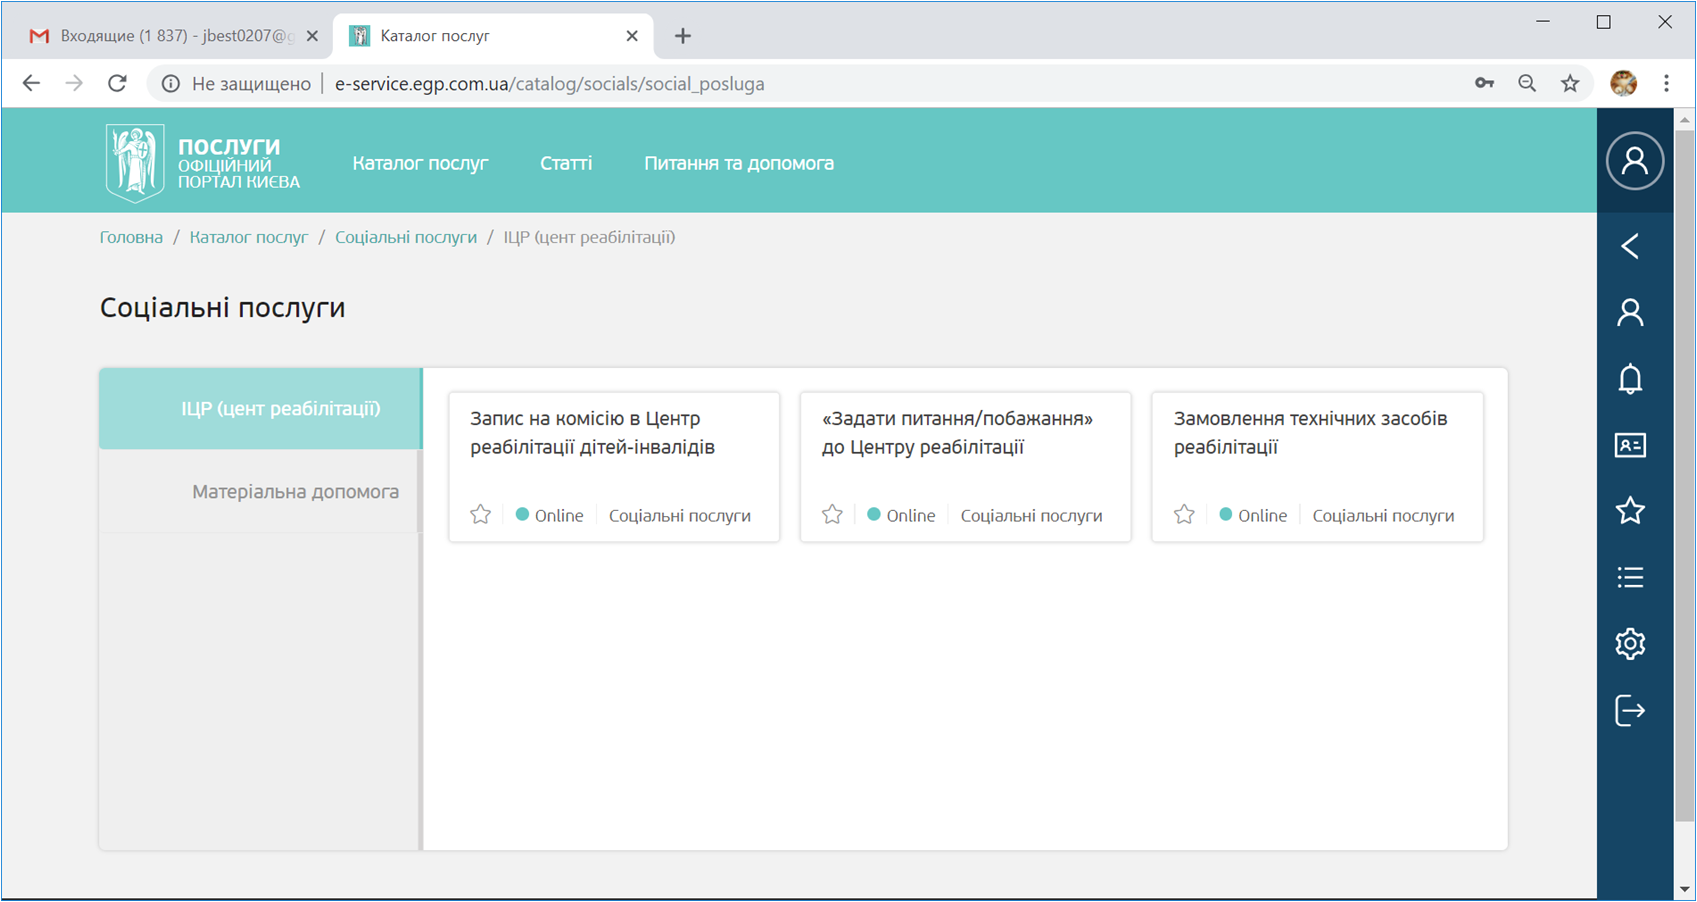 Входящие (1 837) - jbest0207@g
Каталог послуг
Не защищено
e-service.egp.com.ua/catalog/socials/social_posluga
ПОСЛУГИ
ОФІЦІЙНИЙ
ПОРТАЛ КИЄВА
Каталог послуг
Статті
Питання та допомога
Головна / Каталог послуг / Соціальні послуги / ІЦР (цент реабілітації)
Соціальні послуги
ІЦР (цент реабілітації)
Матеріальна допомога
Запис на комісію в Центр
реабілітації дітей-інвалідів
Online
Соціальні послуги
«Задати питання/побажання»
до Центру реабілітації
Online
Соціальні послуги
Замовлення технічних засобів
реабілітації
Online
Соціальні послуги